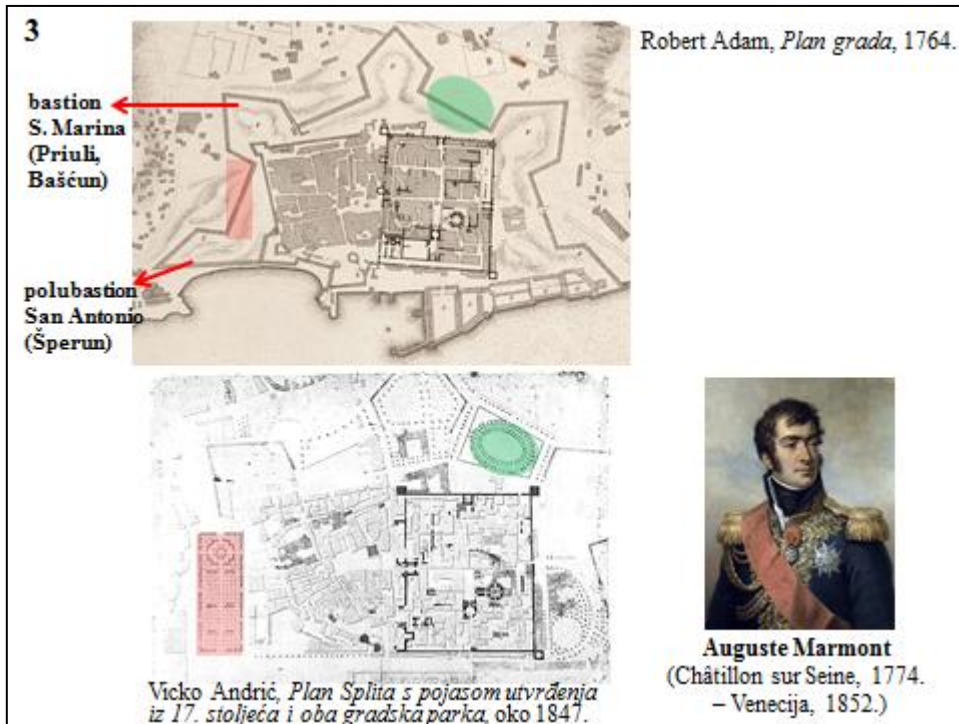 3
Robert Adam, Plan grada, 1764.
bastion
S. Marina
(Priuli,
Bašćun)
polubastion
San Antonio
(Šperun)
Vicko Andrić, Plan Splita s pojasom utvrđenja
iz 17. stoljeća i oba gradska parka, oko 1847.
Auguste Marmont
(Châtillon sur Seine, 1774.
– Venecija, 1852.)